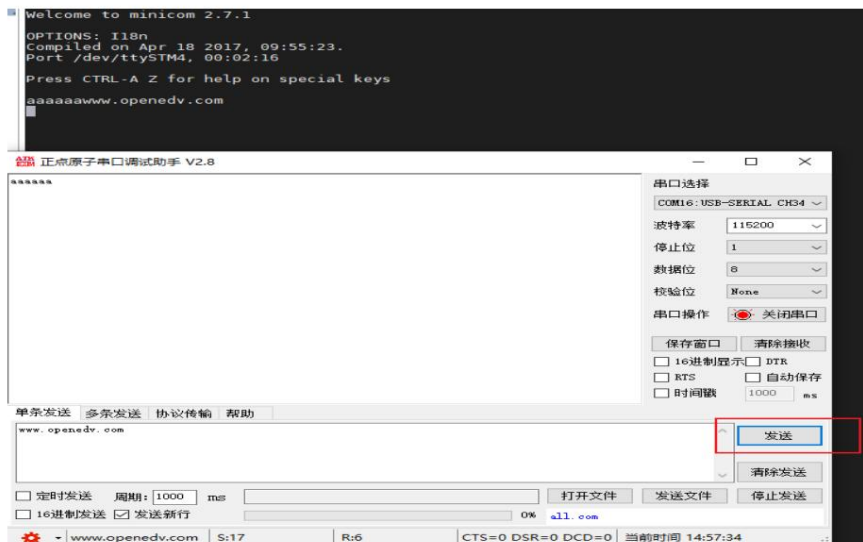 Welcome to minicom 2.7.1
OPTIONS: I18n
Compiled on Apr 18 2017, 09:55:23.
Port /dev/ttySTM4, 00:02:16
Press CTRL-A Z for help on special keys
aaaaaawww.openedv.com
正点原子串口调试助手 V2.8
aaaaaa
串口选择
COM16:USB-SERIAL CH34
波特率 115200
停止位 1
数据位 8
校验位 None
串口操作 关闭串口
保存窗口 清除接收
16进制显示 DTR
RTS 自动保存
时间戳 1000 ms
单条发送 多条发送 协议传输 帮助
www.openedv.com
发送
清除发送
定时发送 周期: 1000 ms 打开文件 发送文件 停止发送
16进制发送 发送新行 0% all.com
www.openedv.com S:17 R:6 CTS=0 DSR=0 DCD=0 当前时间 14:57:34